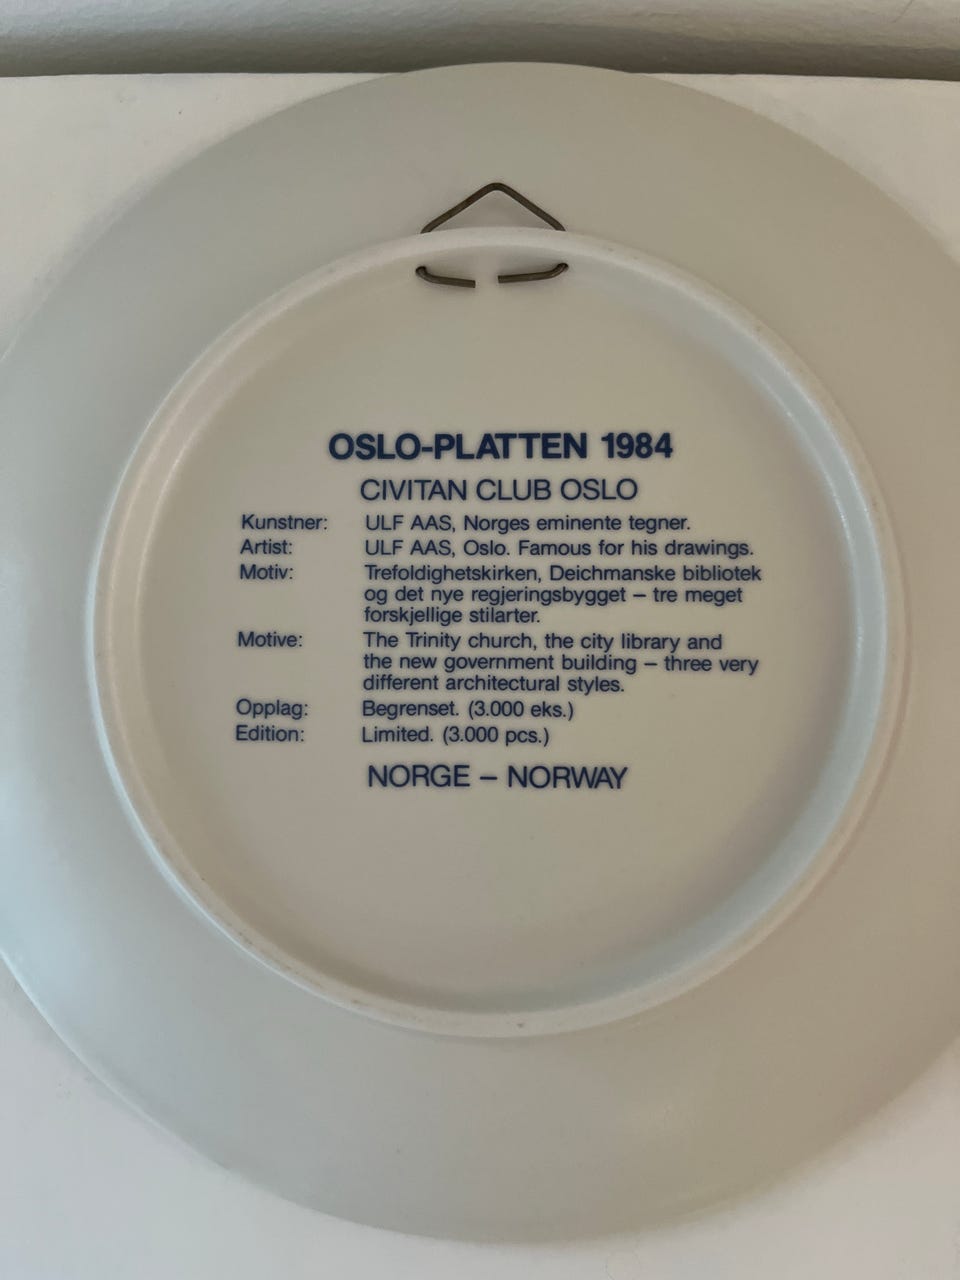 OSLO-PLATTEN 1984
CIVITAN CLUB OSLO
Kunstner: ULF AAS, Norges eminente tegner.
Artist: ULF AAS, Oslo. Famous for his drawings.
Motiv: Trefoldighetskirken, Deichmanske bibliotek
og det nye regjeringsbygget – tre meget
forskjellige stilarter.
Motive: The Trinity church, the city library and
the new government building – three very
different architectural styles.
Opplag: Begrenset. (3.000 eks.)
Edition: Limited. (3.000 pcs.)
NORGE – NORWAY